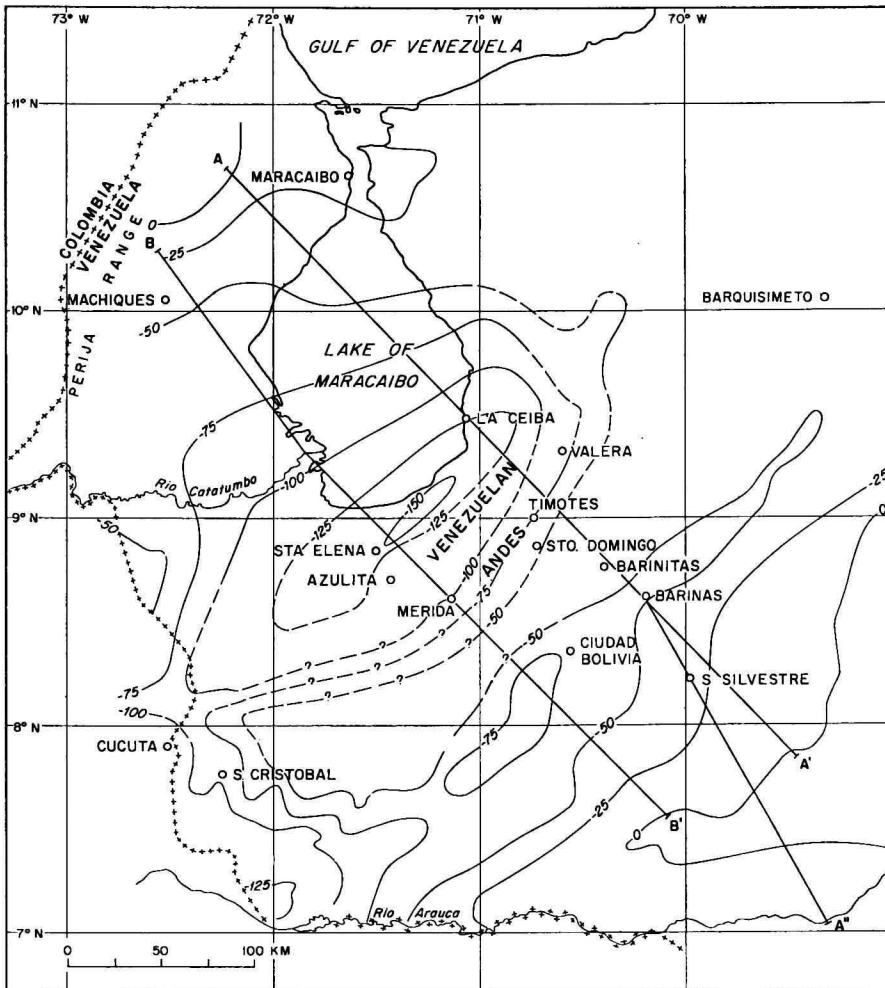 73°W
72°W
71°W
70°W
GULF OF VENEZUELA
11°N
A
MARACAIBO
COLOMBIA
VENEZUELA
0
B
-25
PERIJA RANGE
MACHIQUES
-50
10°N
BARQUISIMETO
LAKE OF
MARACAIBO
-75
LA CEIBA
VALERA
-25
-100
Rio Catatumbo
-150
-125
-125
VENEZUELAN
ANDES
TIMOTES
0
9°N
-50
STA ELENA
STO. DOMINGO
-100
BARINITAS
AZULITA
-75
BARINAS
MERIDA
-50
-50
CIUDAD
BOLIVIA
?
?
?
?
?
?
S SILVESTRE
-75
-50
-100
-75
8°N
CUCUTA
A'
S. CRISTOBAL
-25
0
B'
-125
Rio Arauca
7°N
A"
0 50 100 KM